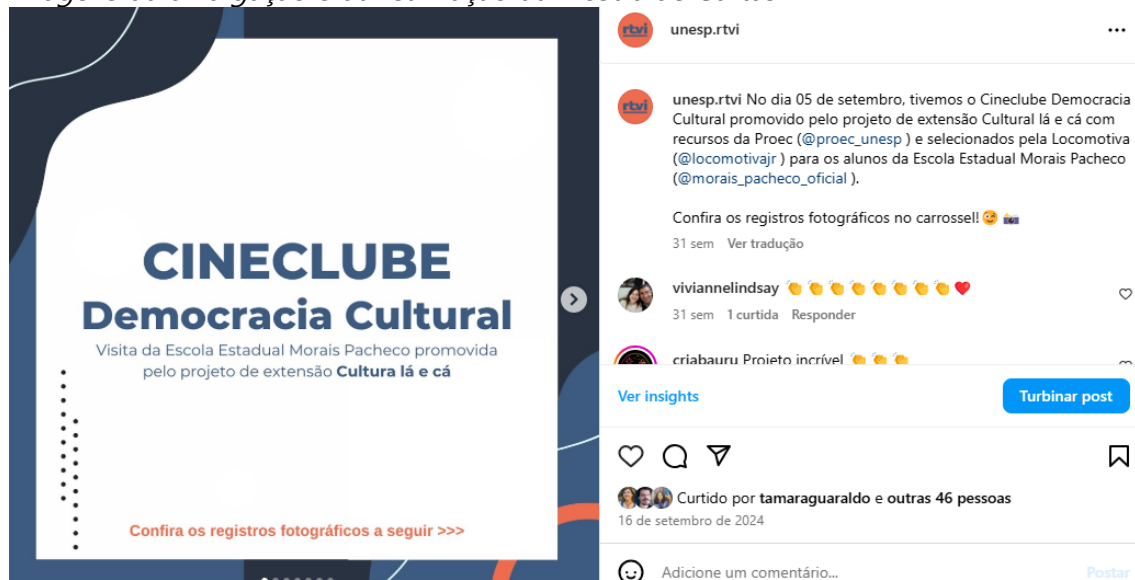 CINECLUBE
Democracia Cultural
Visita da Escola Estadual Morais Pacheco promovida
pelo projeto de extensão Cultura lá e cá
Confira os registros fotográficos a seguir >>>
rtvi
unesp.rtvi
rtvi
unesp.rtvi No dia 05 de setembro, tivemos o Cineclube Democracia
Cultural promovido pelo projeto de extensão Cultural lá e cá com
recursos da Proec (@proec_unesp ) e selecionados pela Locomotiva
(@locomotivajr ) para os alunos da Escola Estadual Morais Pacheco
(@morais_pacheco_oficial ).
Confira os registros fotográficos no carrossel! 😉 📸
31 sem Ver tradução
viviannelindsay 👏 👏 👏 👏 👏 👏 👏 👏 ❤️
31 sem 1 curtida Responder
criabauru Projeto incrível 👏 👏 👏
Ver insights
Turbinar post
Curtido por tamaraguaraldo e outras 46 pessoas
16 de setembro de 2024
Adicione um comentário...
Postar